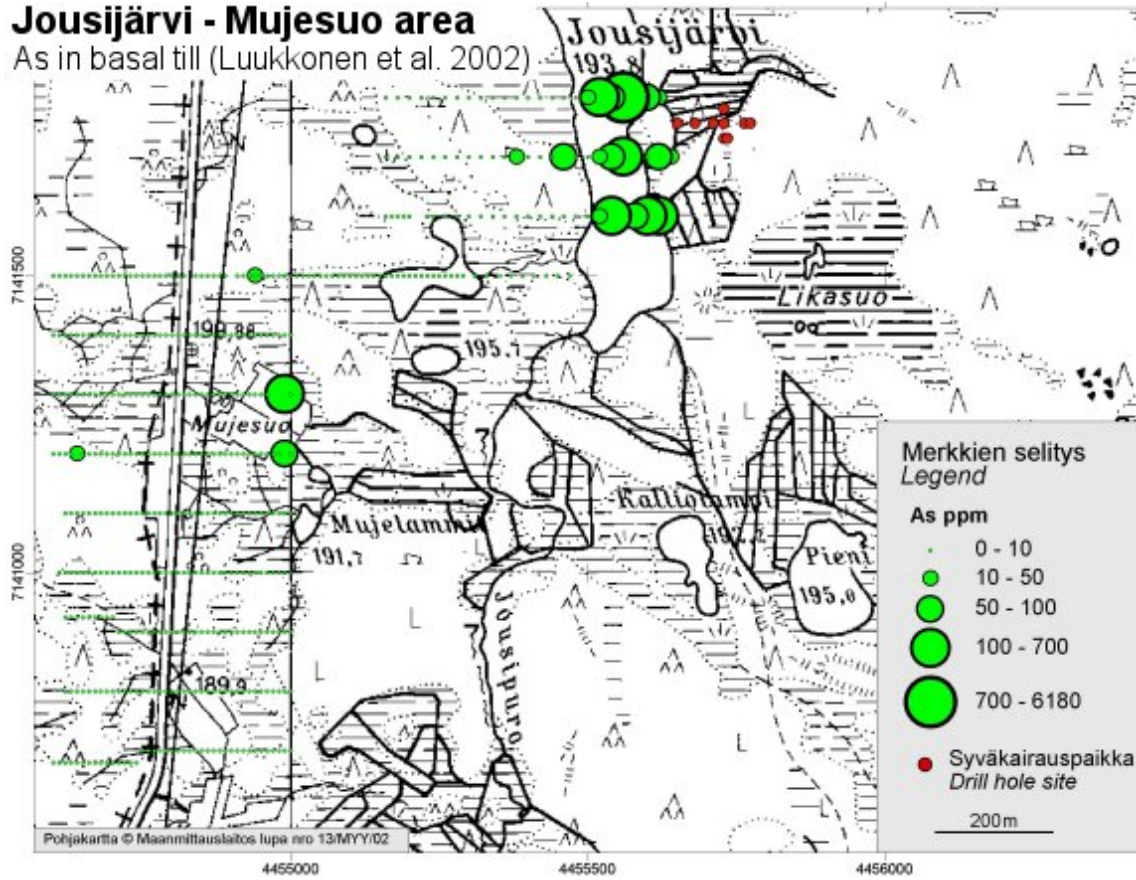 Jousijärvi - Mujesuo area
As in basal till (Luukkonen et al. 2002)
Jousijärvi
193,8
7141500
Likasuo
199,88
195,7
Mujesuo
Mujelammi
191,7
Kalliolampi
192,2
Pieni
195,0
7141000
Jousipuro
189,9
Merkkien selitys
Legend
As ppm
0 - 10
10 - 50
50 - 100
100 - 700
700 - 6180
Syväkairauspaikka
Drill hole site
200m
Pohjakartta © Maanmittauslaitos lupa nro 13/MYY/02
4455000
4455500
4456000